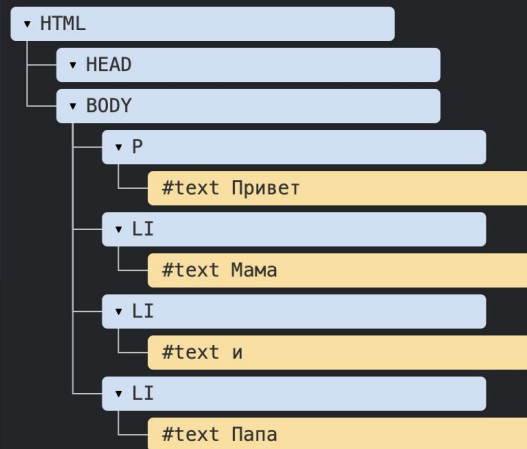 HTML
HEAD
BODY
P
#text Привет
LI
#text Мама
LI
#text и
LI
#text Папа